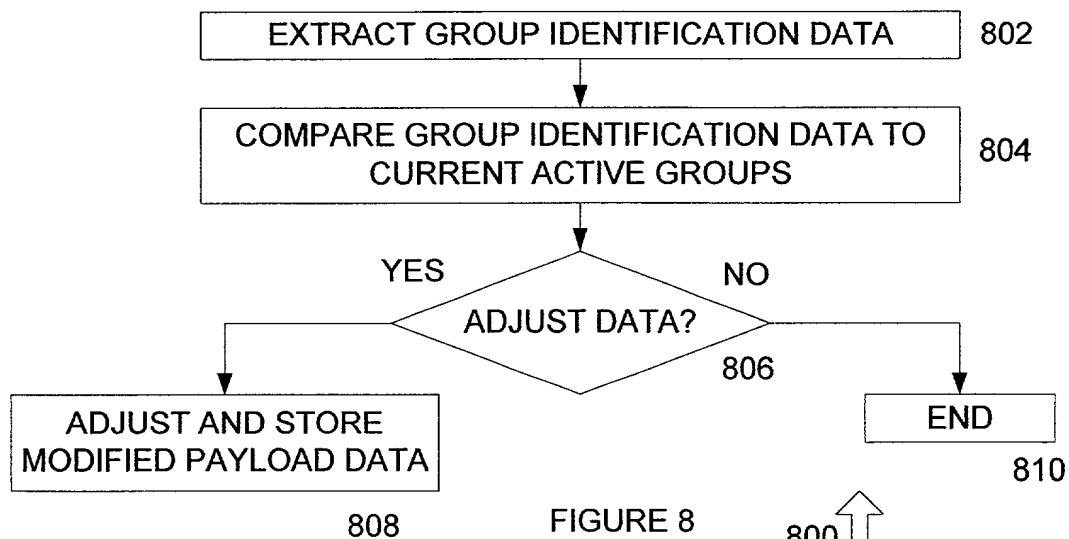 EXTRACT GROUP IDENTIFICATION DATA 802
COMPARE GROUP IDENTIFICATION DATA TO
CURRENT ACTIVE GROUPS
804
YES NO
ADJUST DATA?
806
ADJUST AND STORE
MODIFIED PAYLOAD DATA
808
END
810
FIGURE 8
800